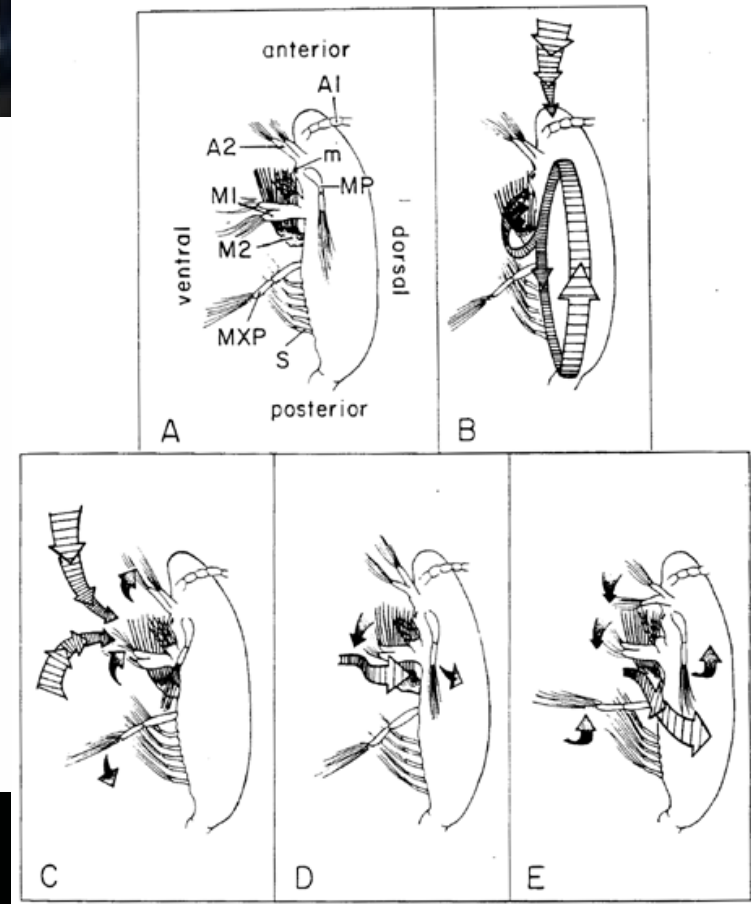 anterior
A1
A2
m
MP
M1
M2
ventral
dorsal
MXP
S
posterior
A
B
C
D
E